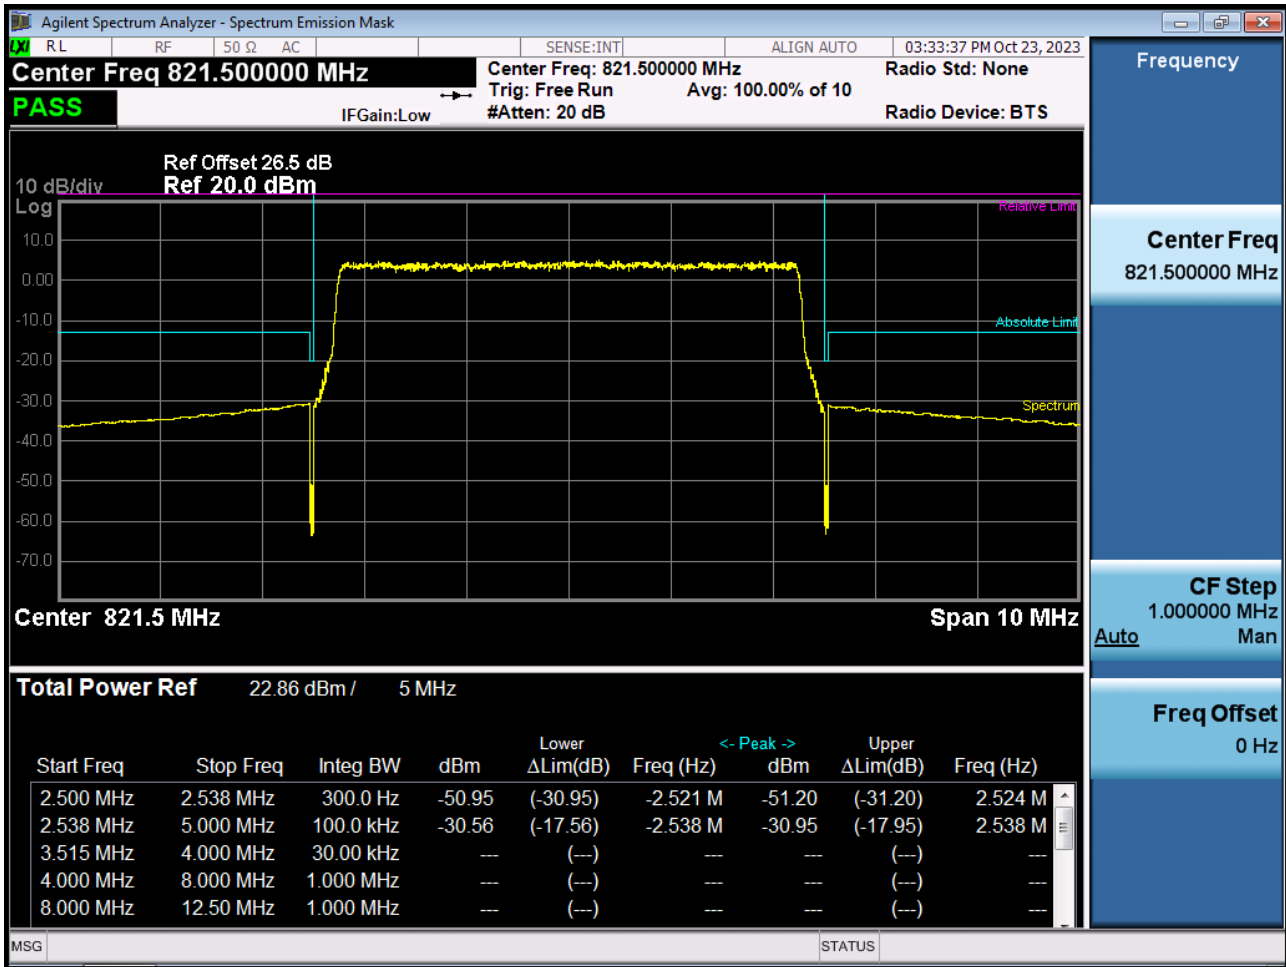 Agilent Spectrum Analyzer - Spectrum Emission Mask
LXI RL RF 50 Ω AC SENSE:INT ALIGN AUTO 03:33:37 PM Oct 23, 2023
Center Freq 821.500000 MHz
Center Freq: 821.500000 MHz Radio Std: None
Trig: Free Run Avg: 100.00% of 10
PASS
IFGain:Low #Atten: 20 dB Radio Device: BTS
Ref Offset 26.5 dB
10 dB/div Ref 20.0 dBm
Log
Relative Limit
10.0
0.00
-10.0
Absolute Limit
-20.0
-30.0
Spectrum
-40.0
-50.0
-60.0
-70.0
Center 821.5 MHz Span 10 MHz
Total Power Ref 22.86 dBm / 5 MHz
Lower <- Peak -> Upper
Start Freq Stop Freq Integ BW dBm ΔLim(dB) Freq (Hz) dBm ΔLim(dB) Freq (Hz)
2.500 MHz 2.538 MHz 300.0 Hz -50.95 (-30.95) -2.521 M -51.20 (-31.20) 2.524 M
2.538 MHz 5.000 MHz 100.0 kHz -30.56 (-17.56) -2.538 M -30.95 (-17.95) 2.538 M
3.515 MHz 4.000 MHz 30.00 kHz --- (---) --- --- (---) ---
4.000 MHz 8.000 MHz 1.000 MHz --- (---) --- --- (---) ---
8.000 MHz 12.50 MHz 1.000 MHz --- (---) --- --- (---) ---
MSG STATUS
Frequency
Center Freq
821.500000 MHz
CF Step
1.000000 MHz
Auto Man
Freq Offset
0 Hz